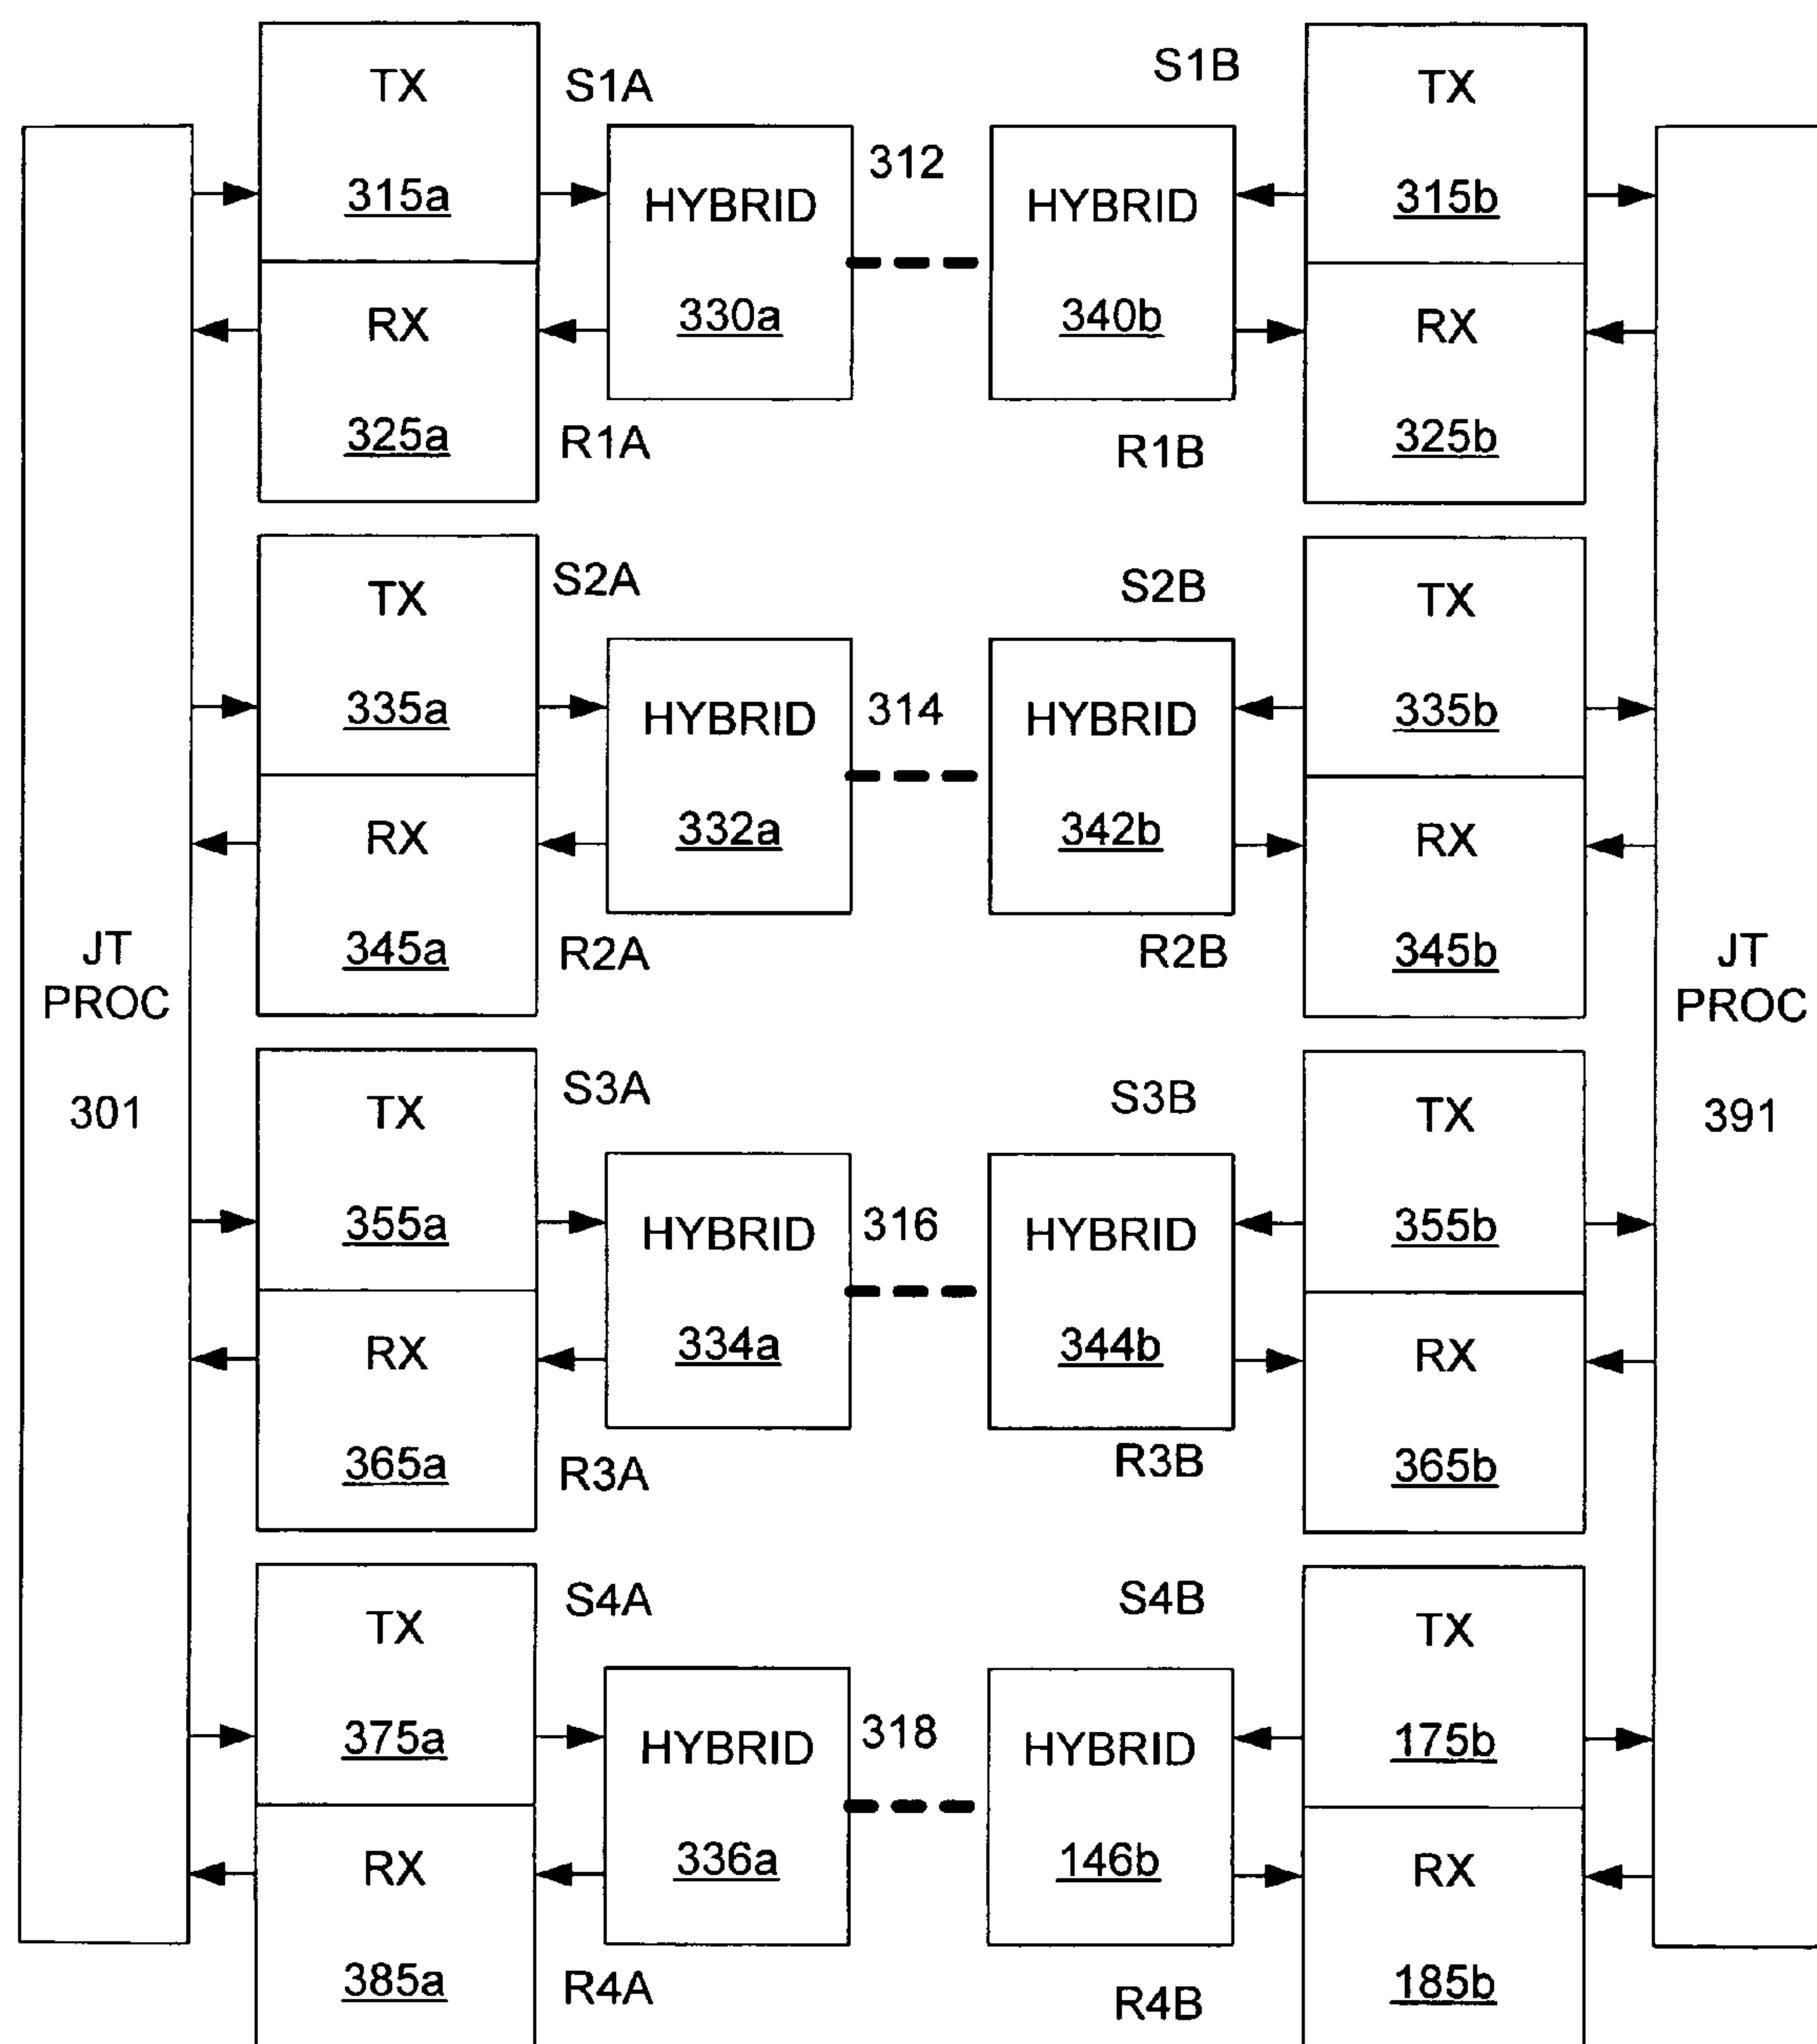 TX
S1A
S1B
TX
315a
HYBRID
312
HYBRID
315b
RX
330a
340b
RX
325a
R1A
R1B
325b
TX
S2A
S2B
TX
335a
HYBRID
314
HYBRID
335b
RX
332a
342b
RX
345a
R2A
R2B
345b
JT
PROC
301
JT
PROC
391
TX
S3A
S3B
TX
355a
HYBRID
316
HYBRID
355b
RX
334a
344b
RX
365a
R3A
R3B
365b
TX
S4A
S4B
TX
375a
HYBRID
318
HYBRID
175b
RX
336a
146b
RX
385a
R4A
R4B
185b